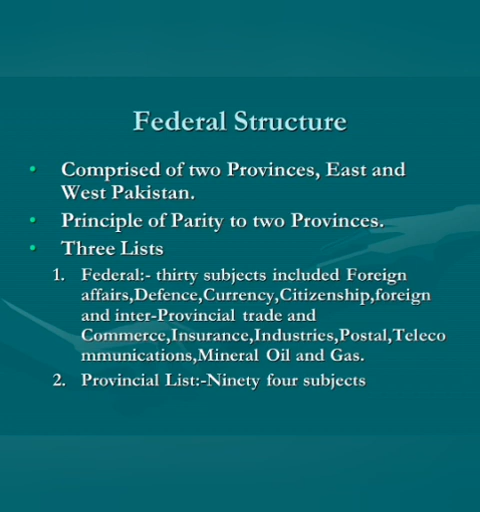 Federal Structure
• Comprised of two Provinces, East and
West Pakistan.
• Principle of Parity to two Provinces.
• Three Lists
1. Federal:- thirty subjects included Foreign
affairs,Defence,Currency,Citizenship,foreign
and inter-Provincial trade and
Commerce,Insurance,Industries,Postal,Teleco
mmunications,Mineral Oil and Gas.
2. Provincial List:-Ninety four subjects